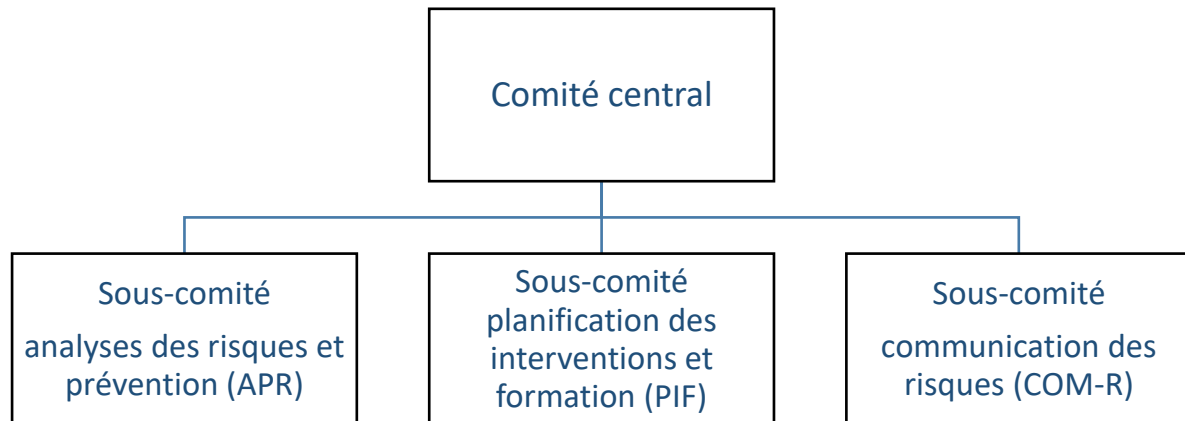 Comité central
Sous-comité
analyses des risques et
prévention (APR)
Sous-comité
planification des
interventions et
formation (PIF)
Sous-comité
communication des
risques (COM-R)